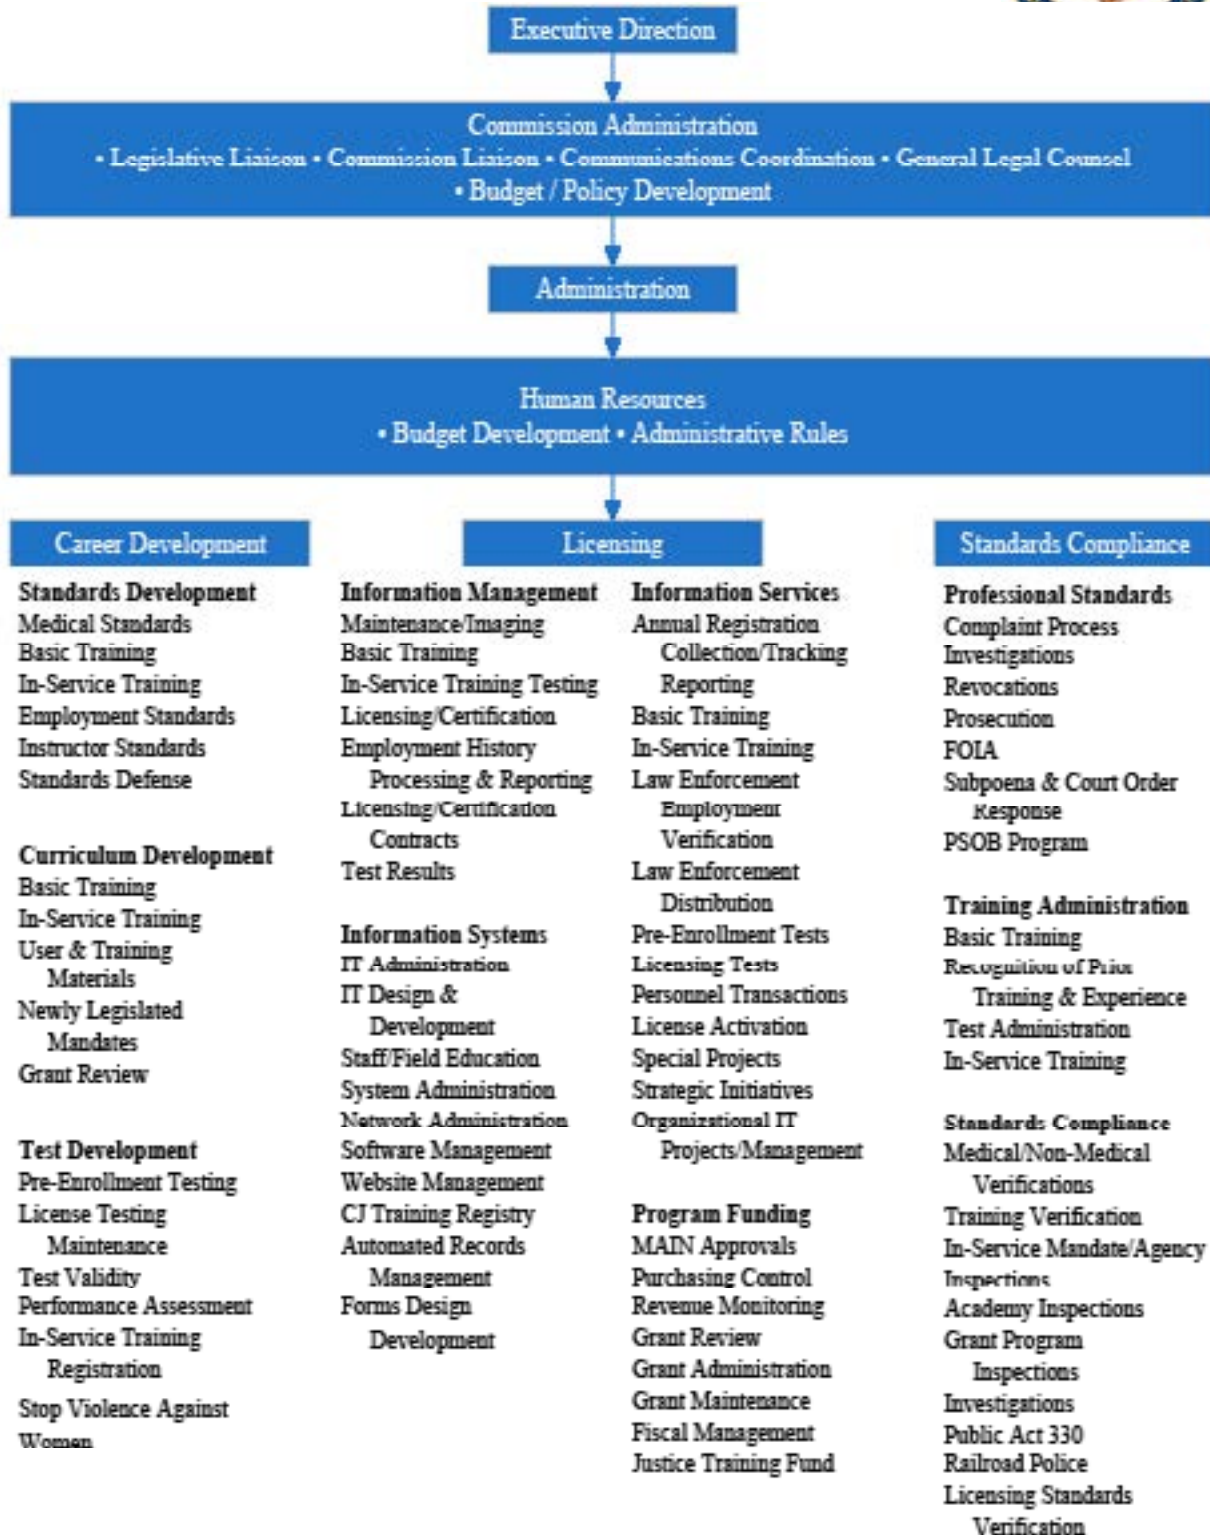 Executive Direction
Commission Administration
• Legislative Liaison • Commission Liaison • Communications Coordination • General Legal Counsel
• Budget / Policy Development
Administration
Human Resources
• Budget Development • Administrative Rules
Career Development
Standards Development
Medical Standards
Basic Training
In-Service Training
Employment Standards
Instructor Standards
Standards Defense
Curriculum Development
Basic Training
In-Service Training
User & Training
Materials
Newly Legislated
Mandates
Grant Review
Test Development
Pre-Enrollment Testing
License Testing
Maintenance
Test Validity
Performance Assessment
In-Service Training
Registration
Stop Violence Against
Women
Licensing
Information Management
Maintenance/Imaging
Basic Training
In-Service Training Testing
Licensing/Certification
Employment History
Processing & Reporting
Licensing/Certification
Contracts
Test Results
Information Systems
IT Administration
IT Design &
Development
Staff/Field Education
System Administration
Network Administration
Software Management
Website Management
CJ Training Registry
Automated Records
Management
Forms Design
Development
Information Services
Annual Registration
Collection/Tracking
Reporting
Basic Training
In-Service Training
Law Enforcement
Employment
Verification
Law Enforcement
Distribution
Pre-Enrollment Tests
Licensing Tests
Personnel Transactions
License Activation
Special Projects
Strategic Initiatives
Organizational IT
Projects/Management
Program Funding
MAIN Approvals
Purchasing Control
Revenue Monitoring
Grant Review
Grant Administration
Grant Maintenance
Fiscal Management
Justice Training Fund
Standards Compliance
Professional Standards
Complaint Process
Investigations
Revocations
Prosecution
FOIA
Subpoena & Court Order
Response
PSOB Program
Training Administration
Basic Training
Recognition of Prior
Training & Experience
Test Administration
In-Service Training
Standards Compliance
Medical/Non-Medical
Verifications
Training Verification
In-Service Mandate/Agency
Inspections
Academy Inspections
Grant Program
Inspections
Investigations
Public Act 330
Railroad Police
Licensing Standards
Verification